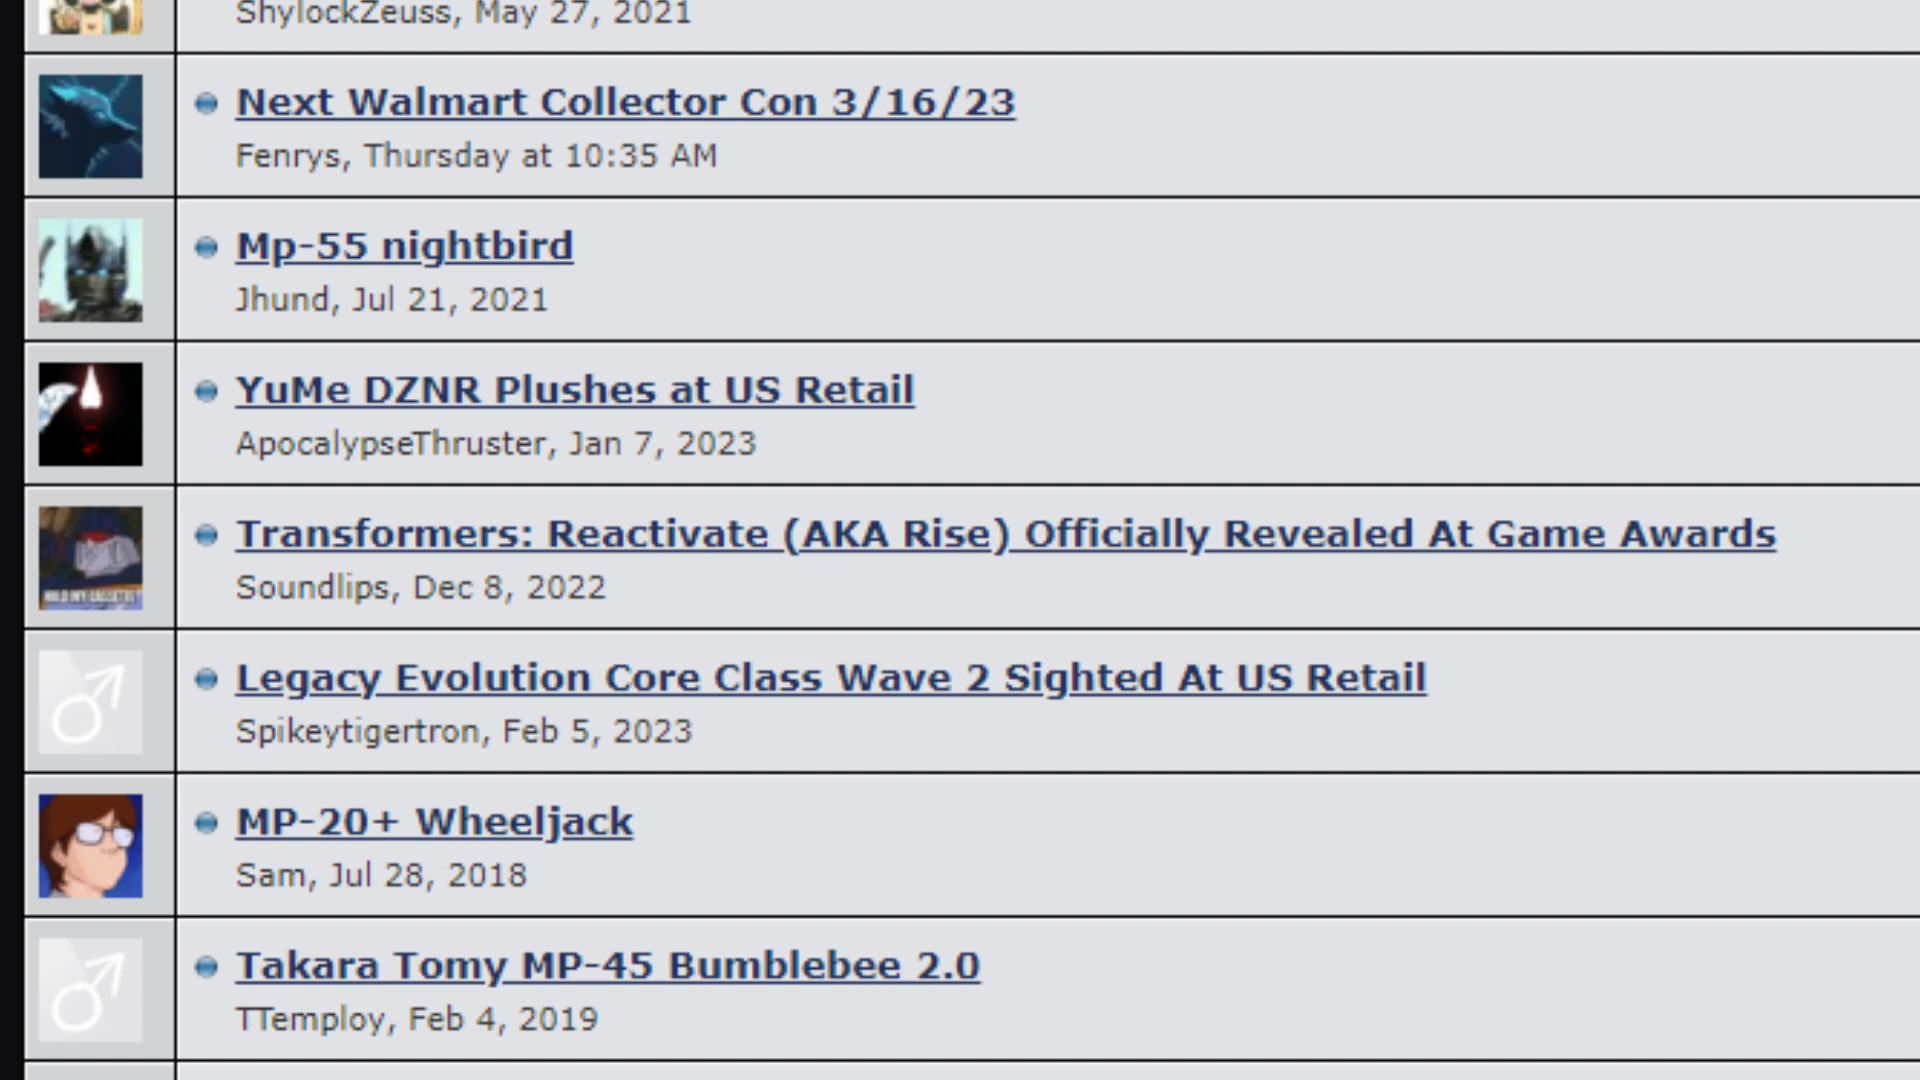 ShylockZeuss, May 27, 2021
Next Walmart Collector Con 3/16/23
Fenrys, Thursday at 10:35 AM
Mp-55 nightbird
Jhund, Jul 21, 2021
YuMe DZNR Plushes at US Retail
ApocalypseThruster, Jan 7, 2023
Transformers: Reactivate (AKA Rise) Officially Revealed At Game Awards
Soundlips, Dec 8, 2022
Legacy Evolution Core Class Wave 2 Sighted At US Retail
Spikeytigertron, Feb 5, 2023
MP-20+ Wheeljack
Sam, Jul 28, 2018
Takara Tomy MP-45 Bumblebee 2.0
TTemploy, Feb 4, 2019